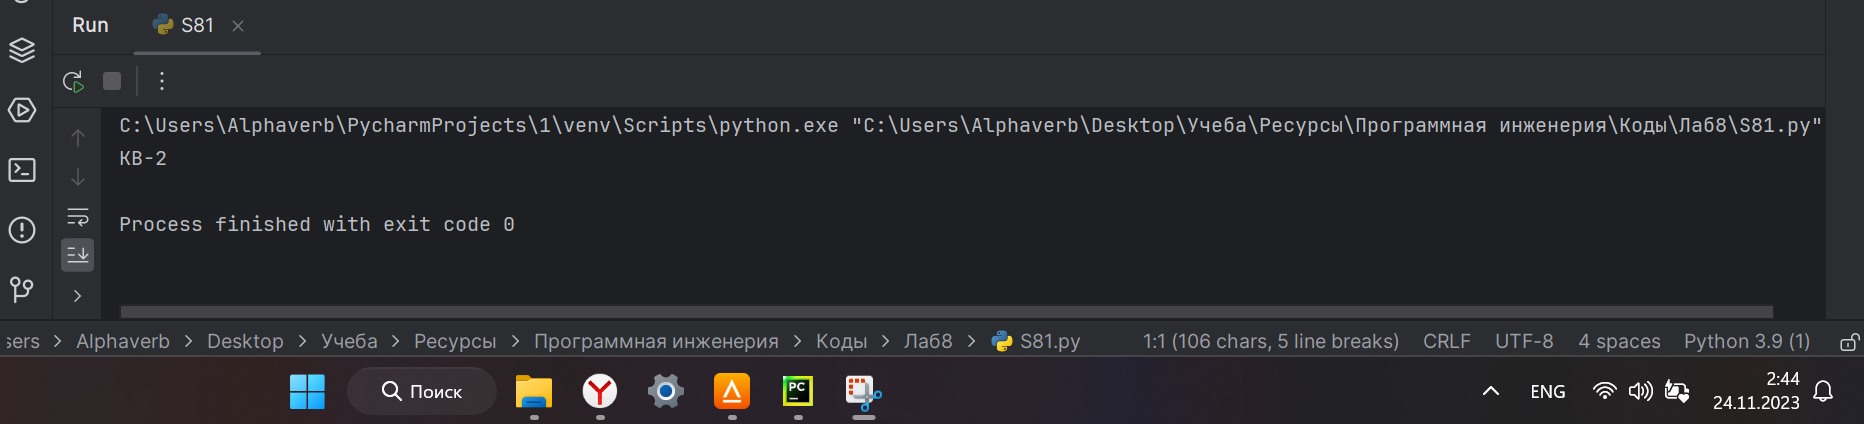 Run S81
C:\Users\Alphaverb\PycharmProjects\1\venv\Scripts\python.exe "C:\Users\Alphaverb\Desktop\Учеба\Ресурсы\Программная инженерия\Коды\Лаб8\S81.py"
КВ-2
Process finished with exit code 0
sers > Alphaverb > Desktop > Учеба > Ресурсы > Программная инженерия > Коды > Лаб8 > S81.py 1:1 (106 chars, 5 line breaks) CRLF UTF-8 4 spaces Python 3.9 (1)
Поиск PC ENG 2:44
24.11.2023